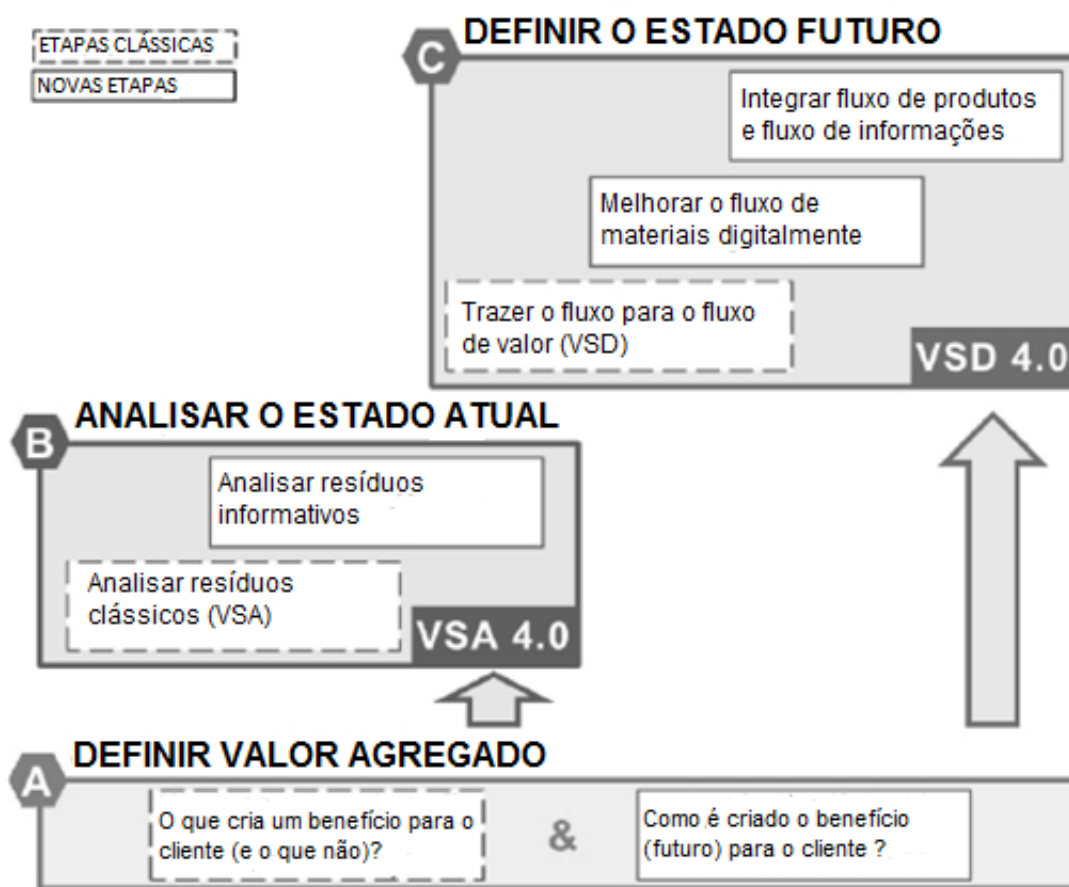 ETAPAS CLÁSSICAS
NOVAS ETAPAS
C
DEFINIR O ESTADO FUTURO
Integrar fluxo de produtos
e fluxo de informações
Melhorar o fluxo de
materiais digitalmente
Trazer o fluxo para o fluxo
de valor (VSD)
VSD 4.0
B
ANALISAR O ESTADO ATUAL
Analisar resíduos
informativos
Analisar resíduos
clássicos (VSA)
VSA 4.0
A
DEFINIR VALOR AGREGADO
O que cria um benefício para o
cliente (e o que não)?
&
Como é criado o benefício
(futuro) para o cliente ?